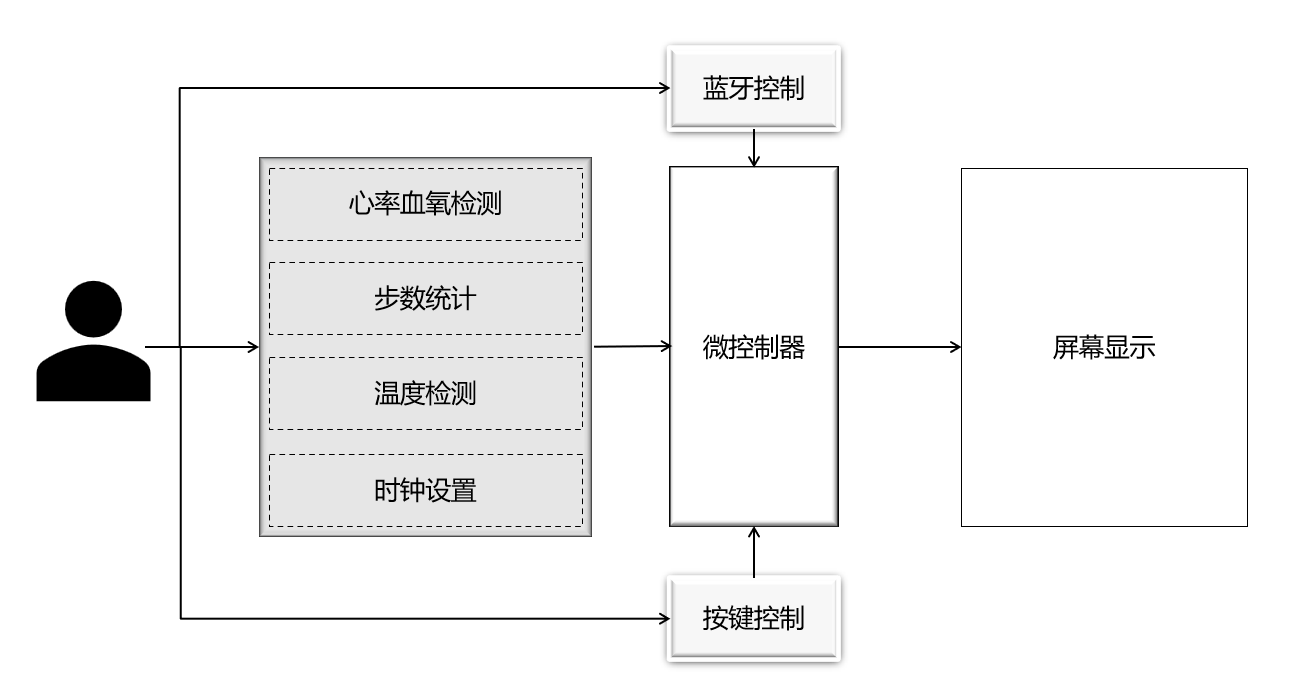 蓝牙控制
心率血氧检测
步数统计
温度检测
时钟设置
微控制器
屏幕显示
按键控制